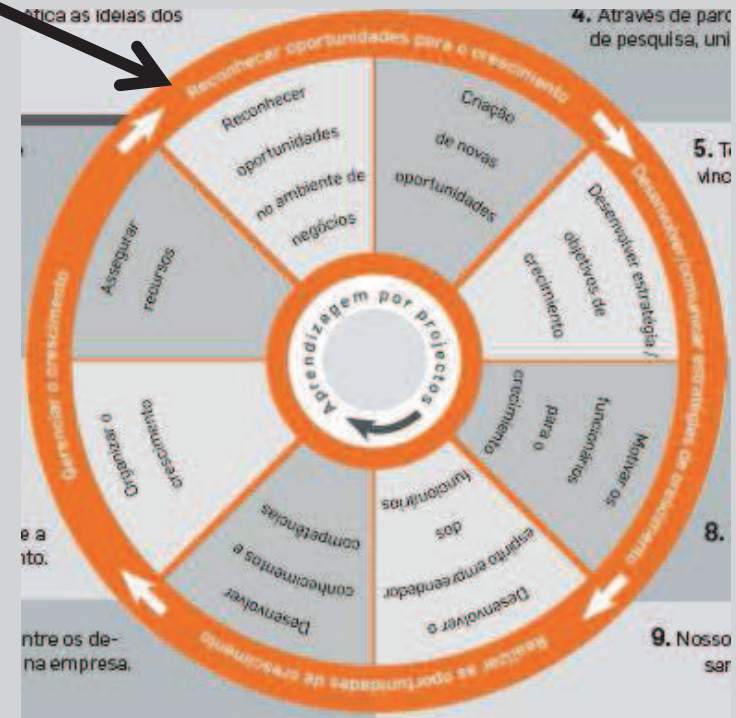 ática as ideias dos
4. Através de parc
de pesquisa, uni
5. T
vinc
8.
9. Nosso
sar
e a
nto.
ntre os de-
na empresa.
Reconhecer oportunidades para o crescimento
Desenvolver/comunicar estratégias de crescimento
Realizar as oportunidades de crescimento
Gerenciar o crescimento
Reconhecer
oportunidades
no ambiente de
negócios
Criação
de novas
oportunidades
Desenvolver estratégia /
objetivos de
crecimiento
Motivar os
funcionários
para o
crecimiento
Desenvolver o
espírito empreendedor
dos
funcionários
Desenvolver
conhecimentos e
competências
Organizar o
crescimento
Assegurar
recursos
Aprendizagem por projectos